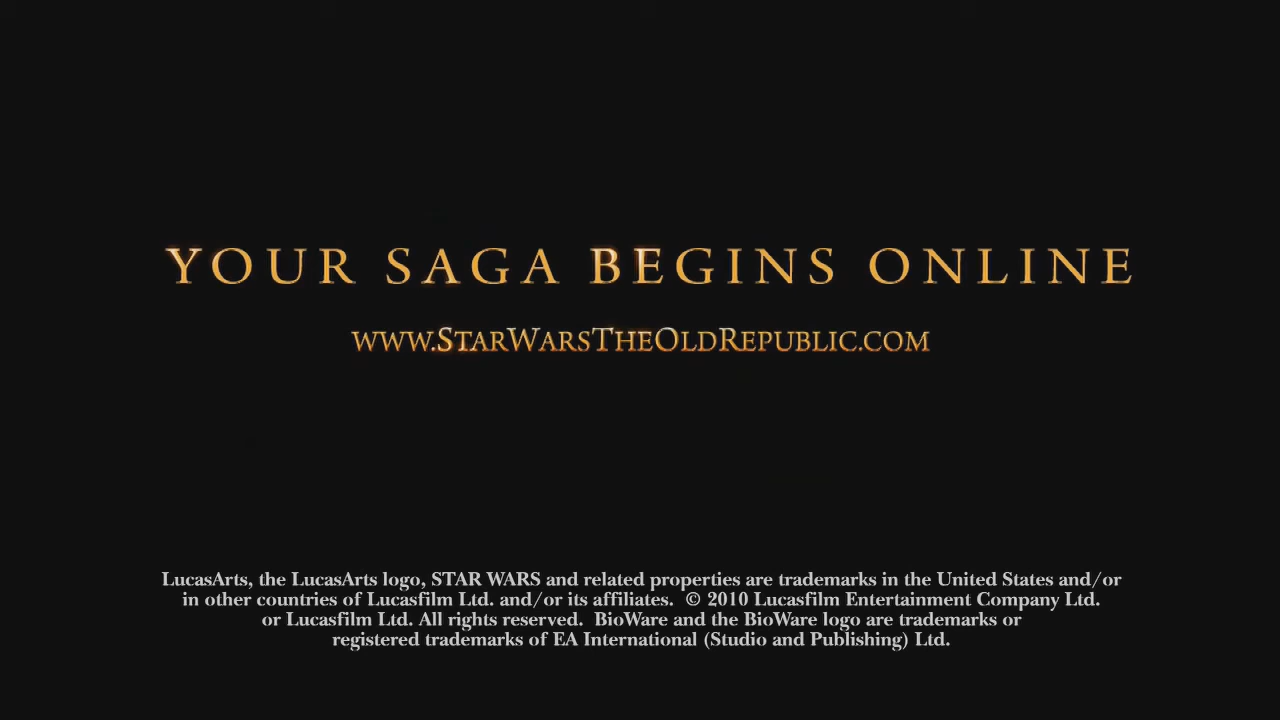 YOUR SAGA BEGINS ONLINE
WWW.STARWARSTHEOLDREPUBLIC.COM
LucasArts, the LucasArts logo, STAR WARS and related properties are trademarks in the United States and/or
in other countries of Lucasfilm Ltd. and/or its affiliates.  © 2010 Lucasfilm Entertainment Company Ltd.
or Lucasfilm Ltd. All rights reserved.  BioWare and the BioWare logo are trademarks or
registered trademarks of EA International (Studio and Publishing) Ltd.